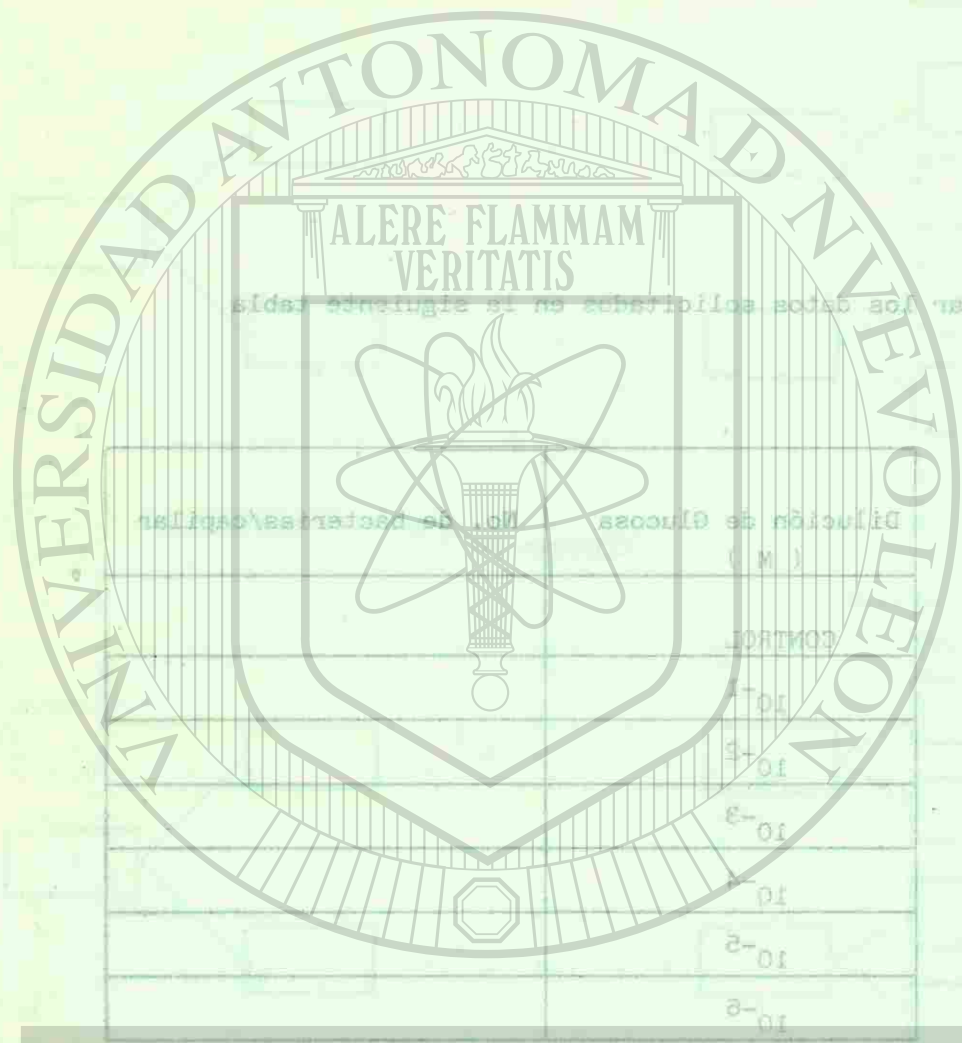 UNIVERSIDAD AVTONOMA D NVEVO LEON
ALERE FLAMMAM
VERITATIS
ar los datos solicitados en la siguiente tabla
Dilución de Glucosa No. de bacterias/capilar
( M )
CONTROL
10-1
10-2
10-3
10-4
10-5
10-6